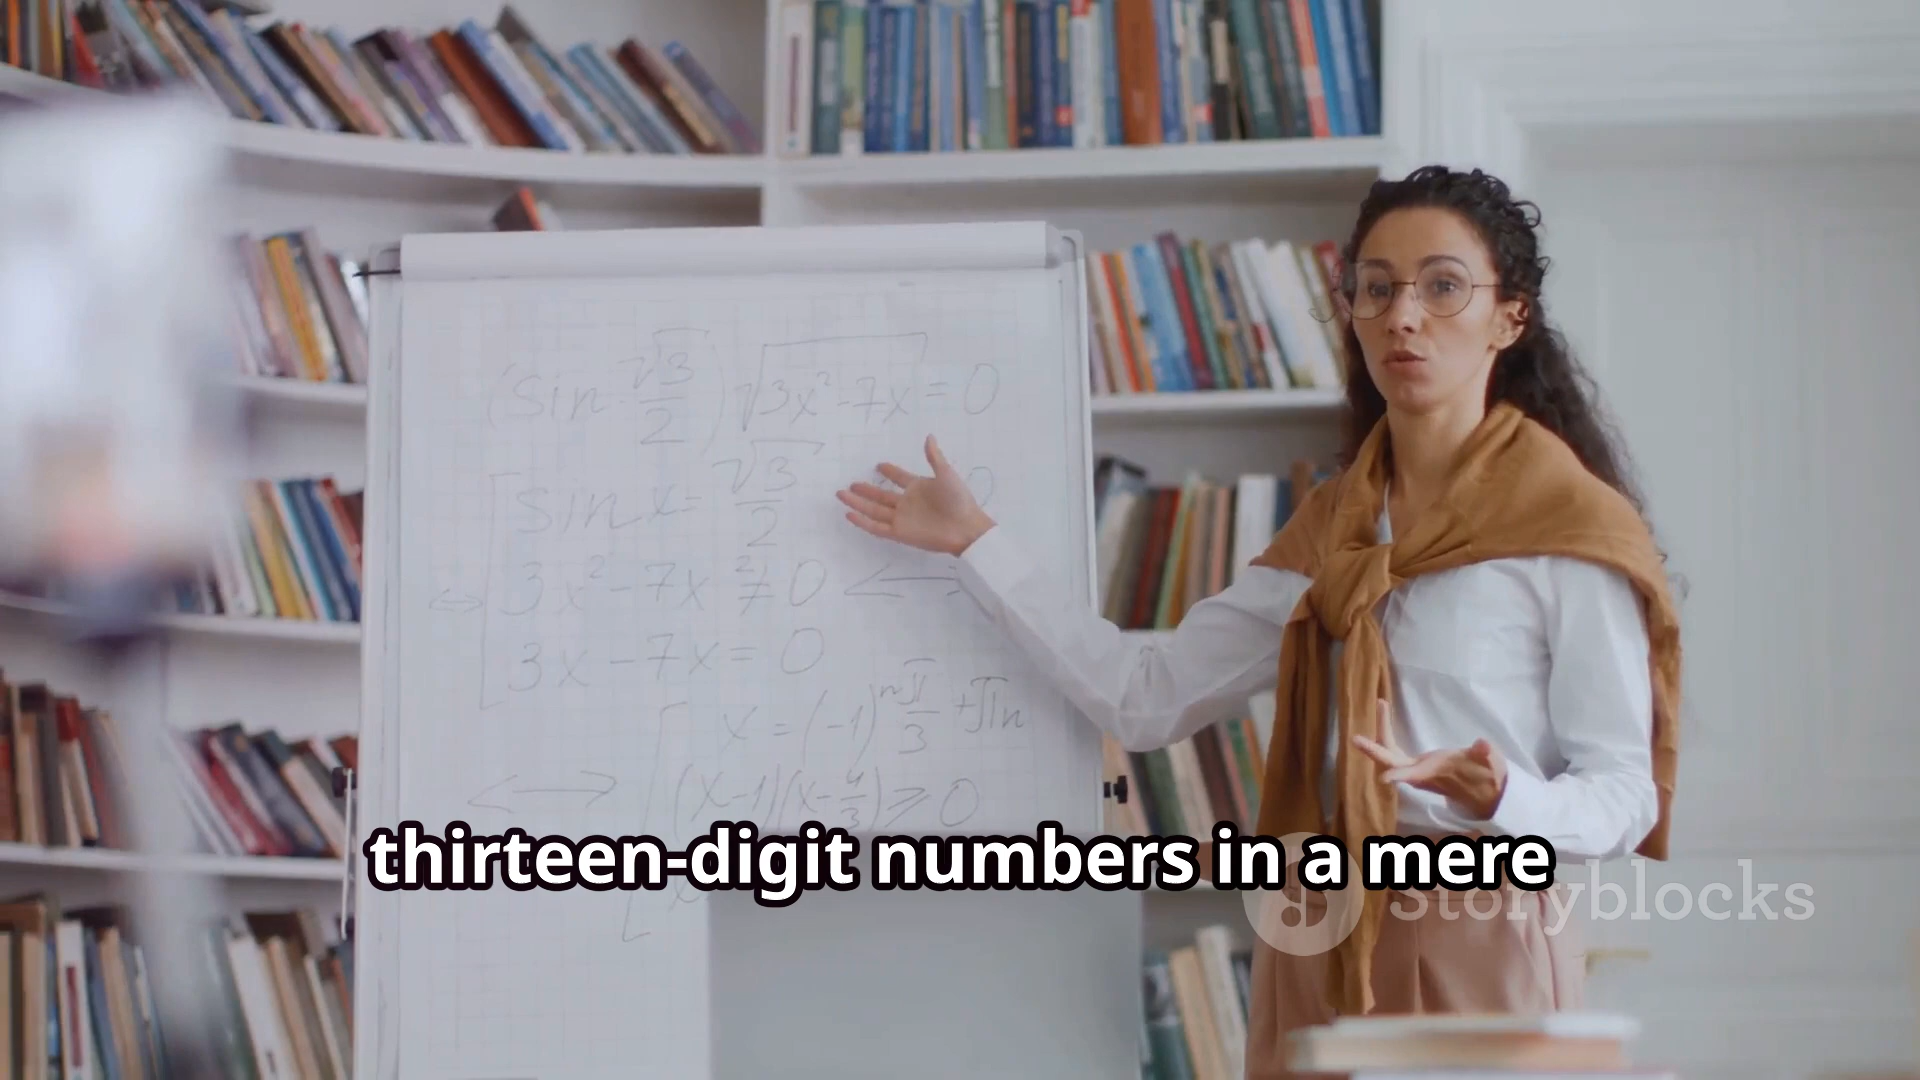 (Sin · √3/2) √3x²-7x = 0
Sin x = √3/2
0
3x² - 7x ≠ 0 <=
3x - 7x = 0
x = (-1)ⁿ π/3 + πn
<—> (x-1)(x-4/3) ⩾ 0
thirteen-digit numbers in a mere
Storyblocks